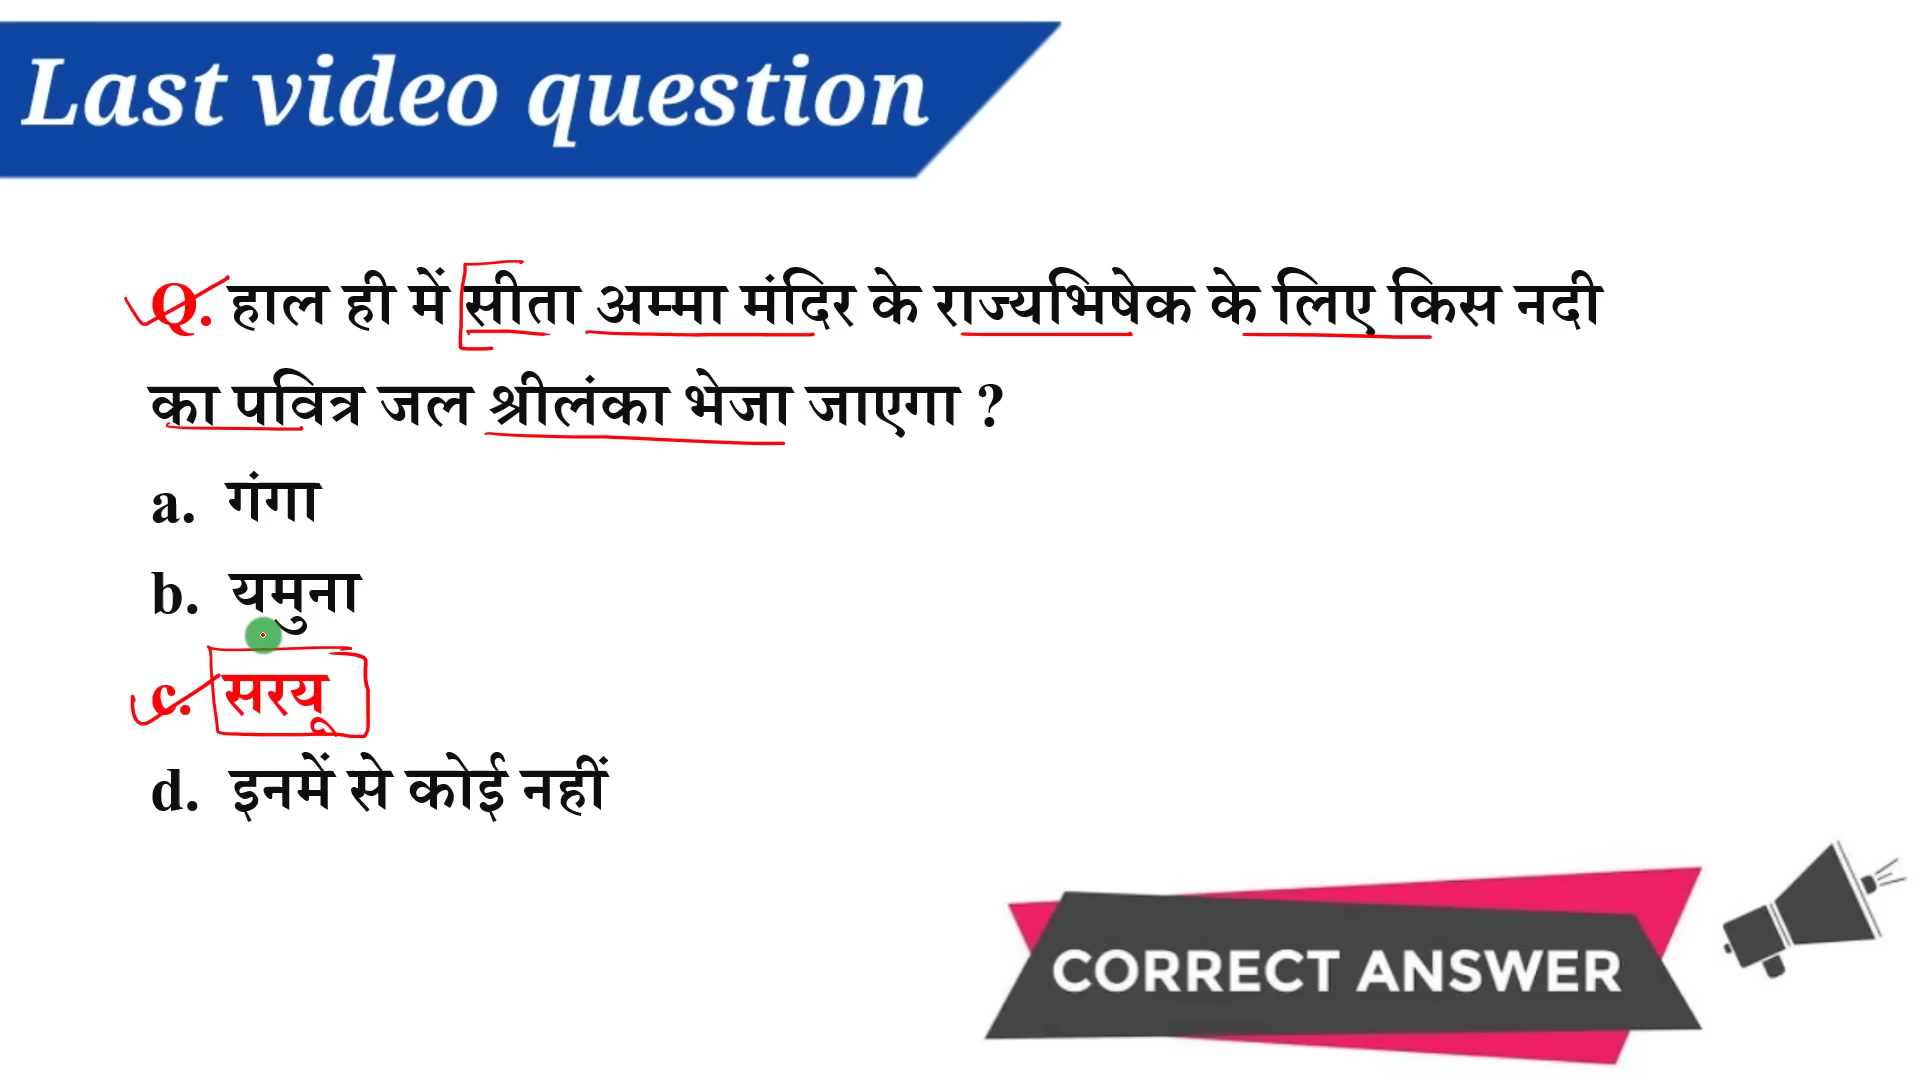 Last video question
Q. हाल ही में सीता अम्मा मंदिर के राज्यभिषेक के लिए किस नदी
का पवित्र जल श्रीलंका भेजा जाएगा ?
a. गंगा
b. यमुना
c. सरयू
d. इनमें से कोई नहीं
CORRECT ANSWER